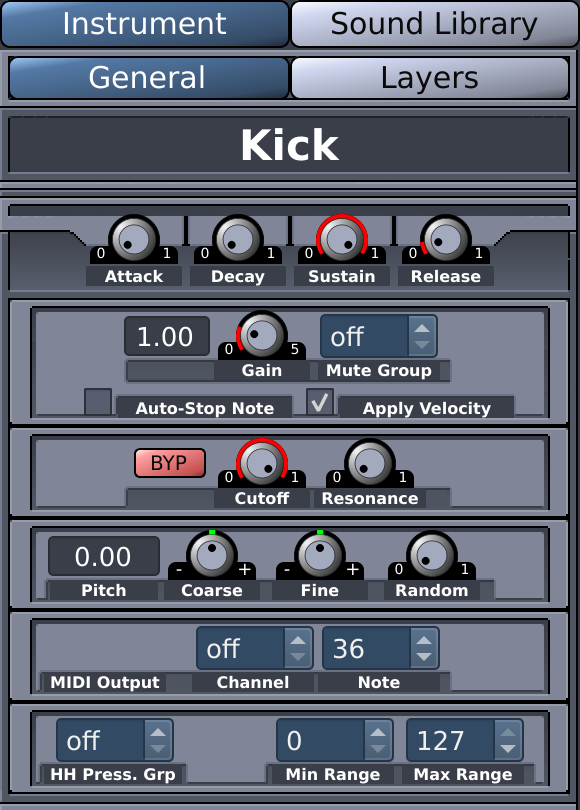 Instrument Sound Library
General Layers
Kick
0 1 0 1 0 1 0 1
Attack Decay Sustain Release
1.00 0 5 off
Gain Mute Group
Auto-Stop Note Apply Velocity
BYP 0 1 0 1
Cutoff Resonance
0.00 - + - + 0 1
Pitch Coarse Fine Random
off 36
MIDI Output Channel Note
off 0 127
HH Press. Grp Min Range Max Range